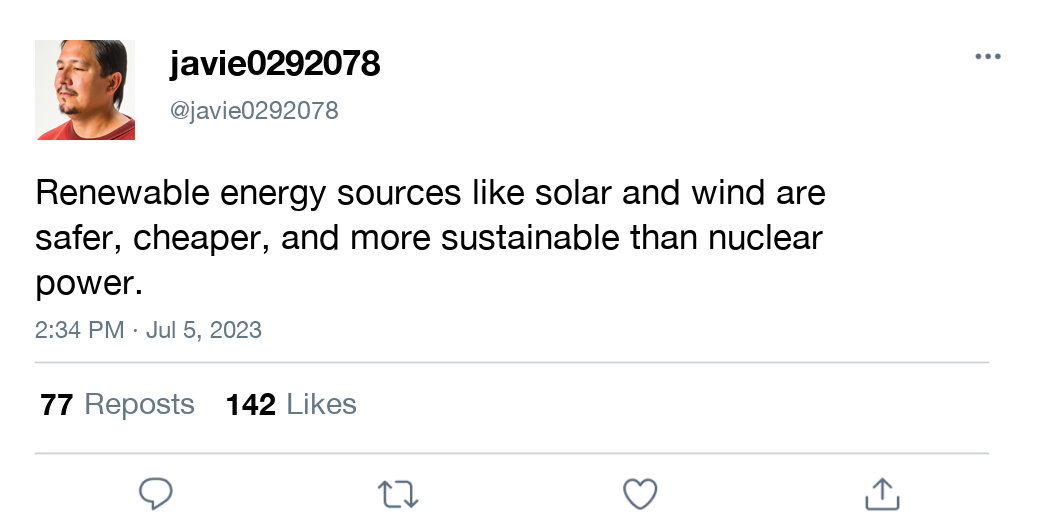 javie0292078
@javie0292078
Renewable energy sources like solar and wind are
safer, cheaper, and more sustainable than nuclear
power.
2:34 PM · Jul 5, 2023
77 Reposts 142 Likes